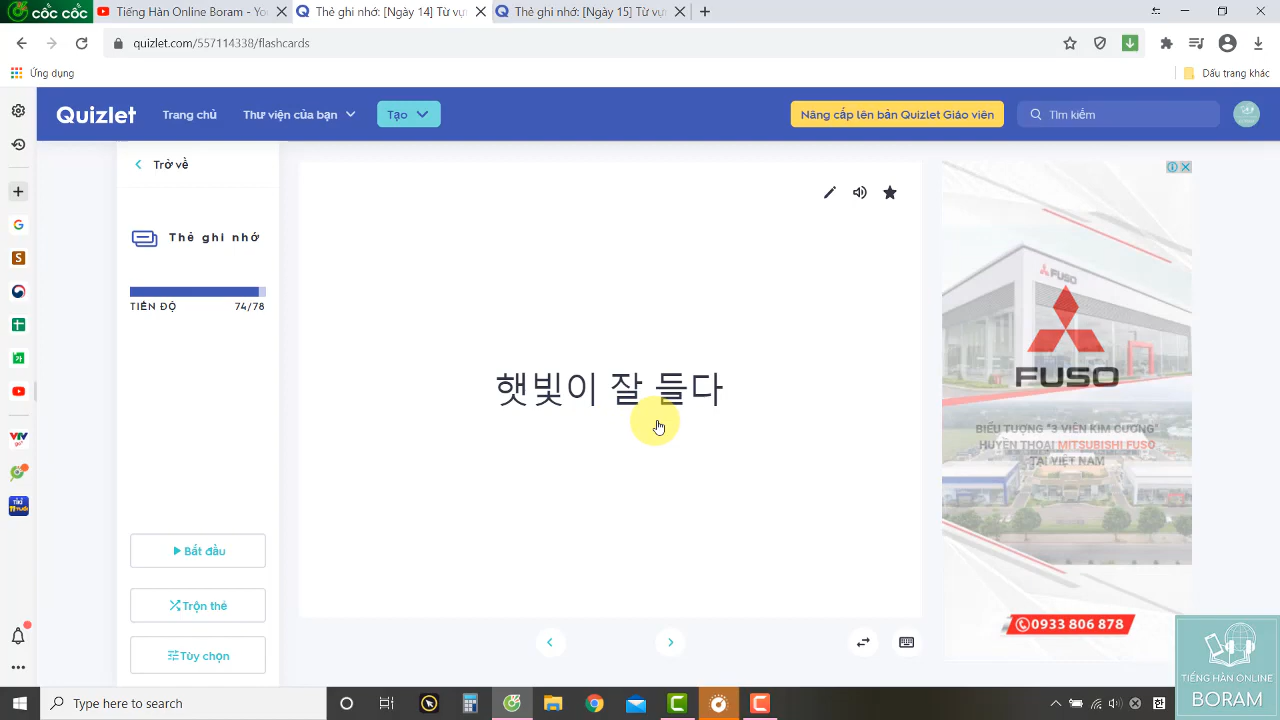 cốc cốc
Tiếng Hàn Online Boram - Yo
Thẻ ghi nhớ: [Ngày 14] Từ vự
Thẻ ghi nhớ: [Ngày 15] Từ vự
quizlet.com/557114338/flashcards
Ứng dụng
Dấu trang khác
Quizlet
Trang chủ
Thư viện của bạn
Tạo
Nâng cấp lên bản Quizlet Giáo viên
Tìm kiếm
Trở về
Thẻ ghi nhớ
TIẾN ĐỘ
74/78
햇빛이 잘 들다
Bắt đầu
Trộn thẻ
Tùy chọn
FUSO
FUSO
BIỂU TƯỢNG "3 VIÊN KIM CƯƠNG"
HUYỀN THOẠI MITSUBISHI FUSO
TẠI VIỆT NAM
0933 806 878
TIẾNG HÀN ONLINE
BORAM
Type here to search